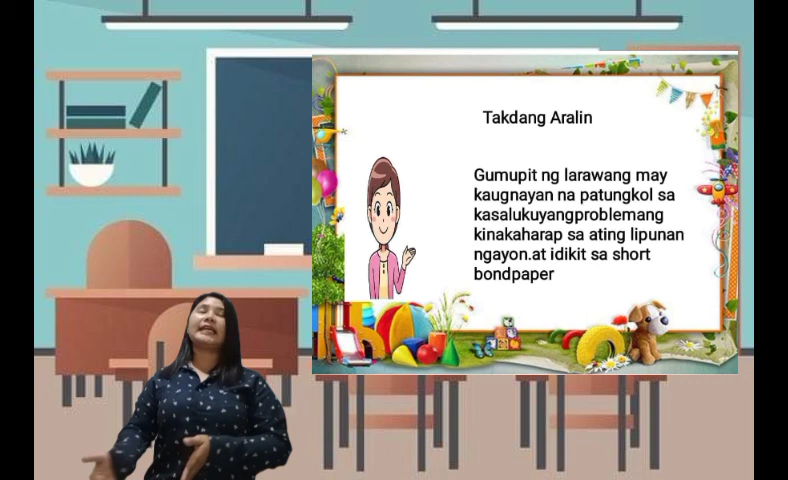 Takdang Aralin
Gumupit ng larawang may
kaugnayan na patungkol sa
kasalukuyangproblemang
kinakaharap sa ating lipunan
ngayon.at idikit sa short
bondpaper